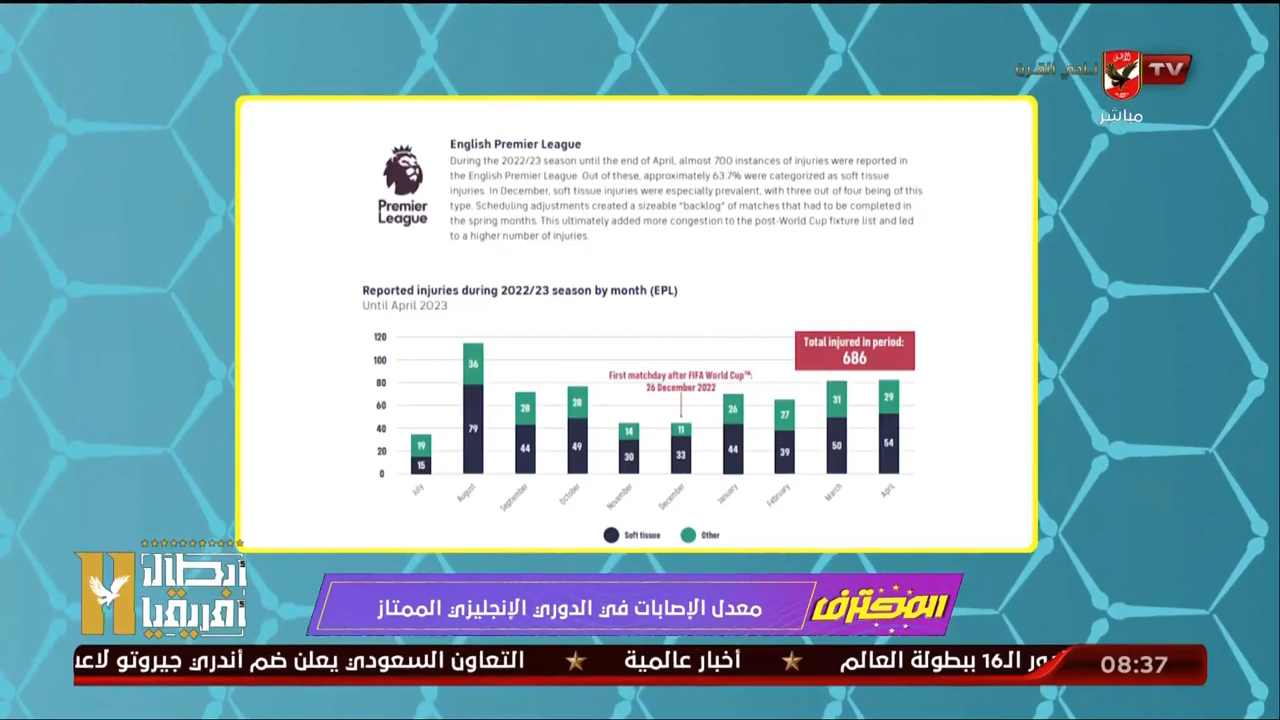 نادي القرن
TV
مباشر
English Premier League
During the 2022/23 season until the end of April, almost 700 instances of injuries were reported in
the English Premier League. Out of these, approximately 63.7% were categorized as soft tissue
injuries. In December, soft tissue injuries were especially prevalent, with three out of four being of this
type. Scheduling adjustments created a sizeable “backlog” of matches that had to be completed in
the spring months. This ultimately added more congestion to the post-World Cup fixture list and led
to a higher number of injuries.
Premier
League
Reported injuries during 2022/23 season by month (EPL)
Until April 2023
Total injured in period:
686
First matchday after FIFA World Cup™:
26 December 2022
120
100
80
60
40
20
0
19 36 28 28 14 11 26 27 31 29
15 79 44 49 30 33 44 39 50 54
July August September October November December January February March April
Soft tissue Other
أبطال
أفريقيا
المحترف
معدل الإصابات في الدوري الإنجليزي الممتاز
ور الـ16 ببطولة العالم ★ أخبار عالمية ★ التعاون السعودي يعلن ضم أندري جيروتو لاعب
08:37